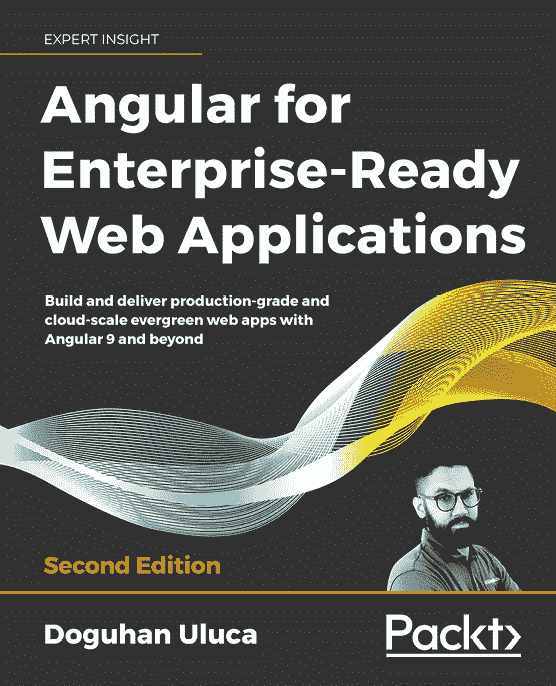 EXPERT INSIGHT
Angular for
Enterprise-Ready
Web Applications
Build and deliver production-grade and
cloud-scale evergreen web apps with
Angular 9 and beyond
Second Edition
Doguhan Uluca
Packt>